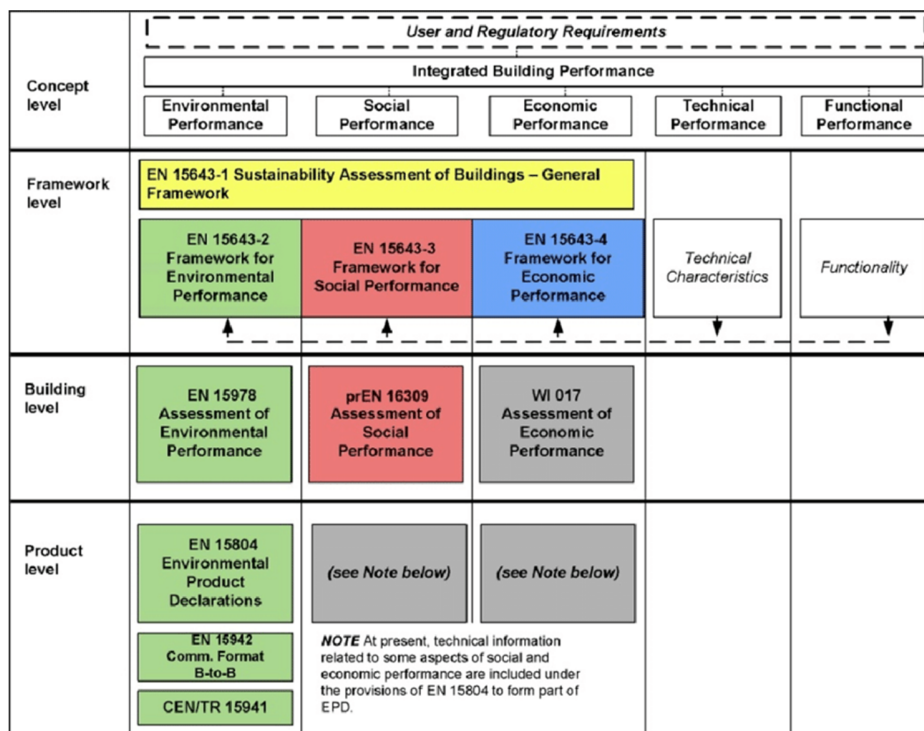 User and Regulatory Requirements
Integrated Building Performance
Concept
level
Environmental
Performance
Social
Performance
Economic
Performance
Technical
Performance
Functional
Performance
Framework
level
EN 15643-1 Sustainability Assessment of Buildings – General
Framework
EN 15643-2
Framework for
Environmental
Performance
EN 15643-3
Framework for
Social Performance
EN 15643-4
Framework for
Economic
Performance
Technical
Characteristics
Functionality
Building
level
EN 15978
Assessment of
Environmental
Performance
prEN 16309
Assessment of
Social
Performance
WI 017
Assessment of
Economic
Performance
Product
level
EN 15804
Environmental
Product
Declarations
(see Note below)
(see Note below)
EN 15942
Comm. Format
B-to-B
CEN/TR 15941
NOTE At present, technical information
related to some aspects of social and
economic performance are included under
the provisions of EN 15804 to form part of
EPD.